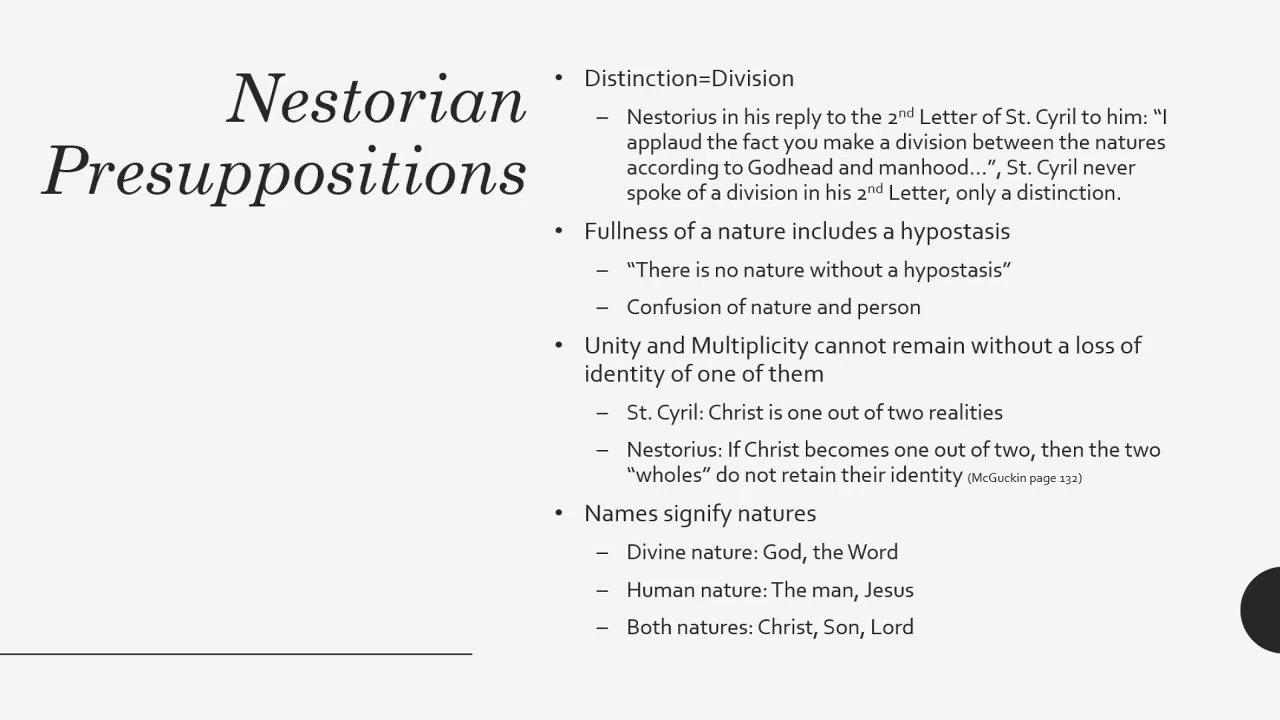 Nestorian
Presuppositions
• Distinction=Division
– Nestorius in his reply to the 2nd Letter of St. Cyril to him: “I
applaud the fact you make a division between the natures
according to Godhead and manhood…”, St. Cyril never
spoke of a division in his 2nd Letter, only a distinction.
• Fullness of a nature includes a hypostasis
– “There is no nature without a hypostasis”
– Confusion of nature and person
• Unity and Multiplicity cannot remain without a loss of
identity of one of them
– St. Cyril: Christ is one out of two realities
– Nestorius: If Christ becomes one out of two, then the two
“wholes” do not retain their identity (McGuckin page 132)
• Names signify natures
– Divine nature: God, the Word
– Human nature: The man, Jesus
– Both natures: Christ, Son, Lord